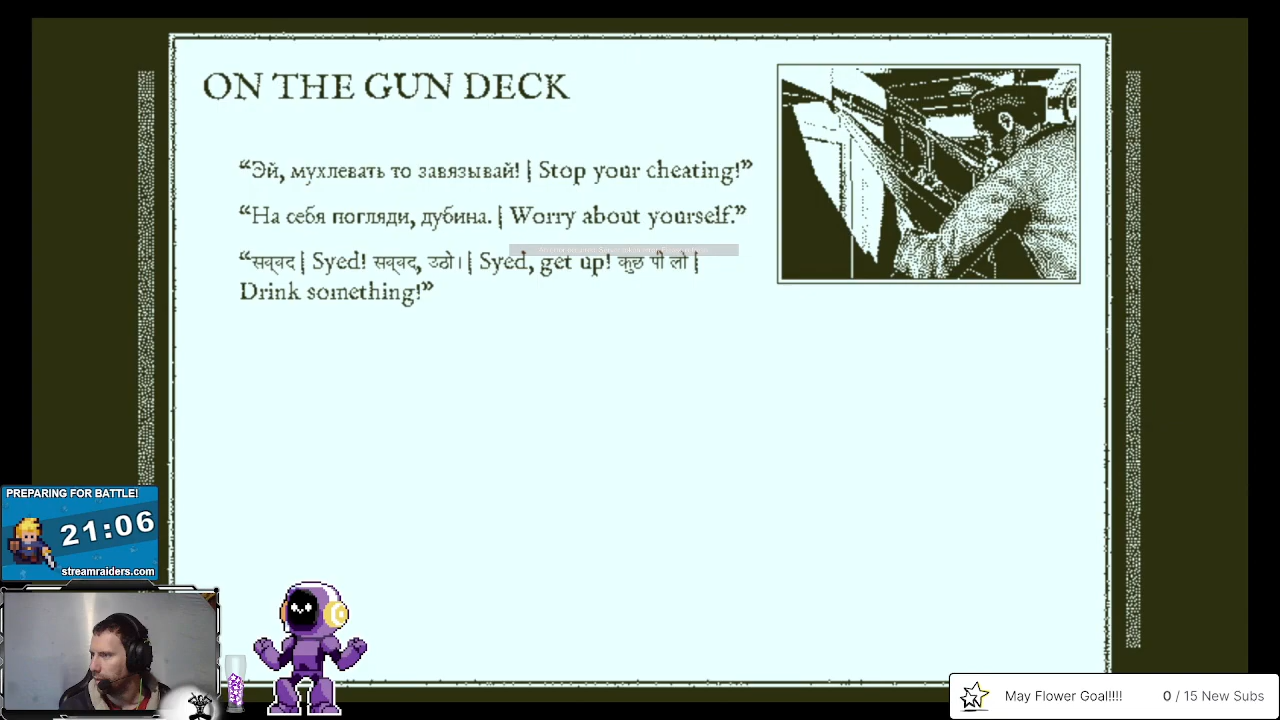 ON THE GUN DECK
“Эй, мухлевать то завязывай! | Stop your cheating!”
“На себя погляди, дубина. | Worry about yourself.”
“सय्यद | Syed! सय्यद, उठो। | Syed, get up! कुछ पी लो |
Drink something!”
PREPARING FOR BATTLE!
21:06
streamraiders.com
May Flower Goal!!!! 0 / 15 New Subs